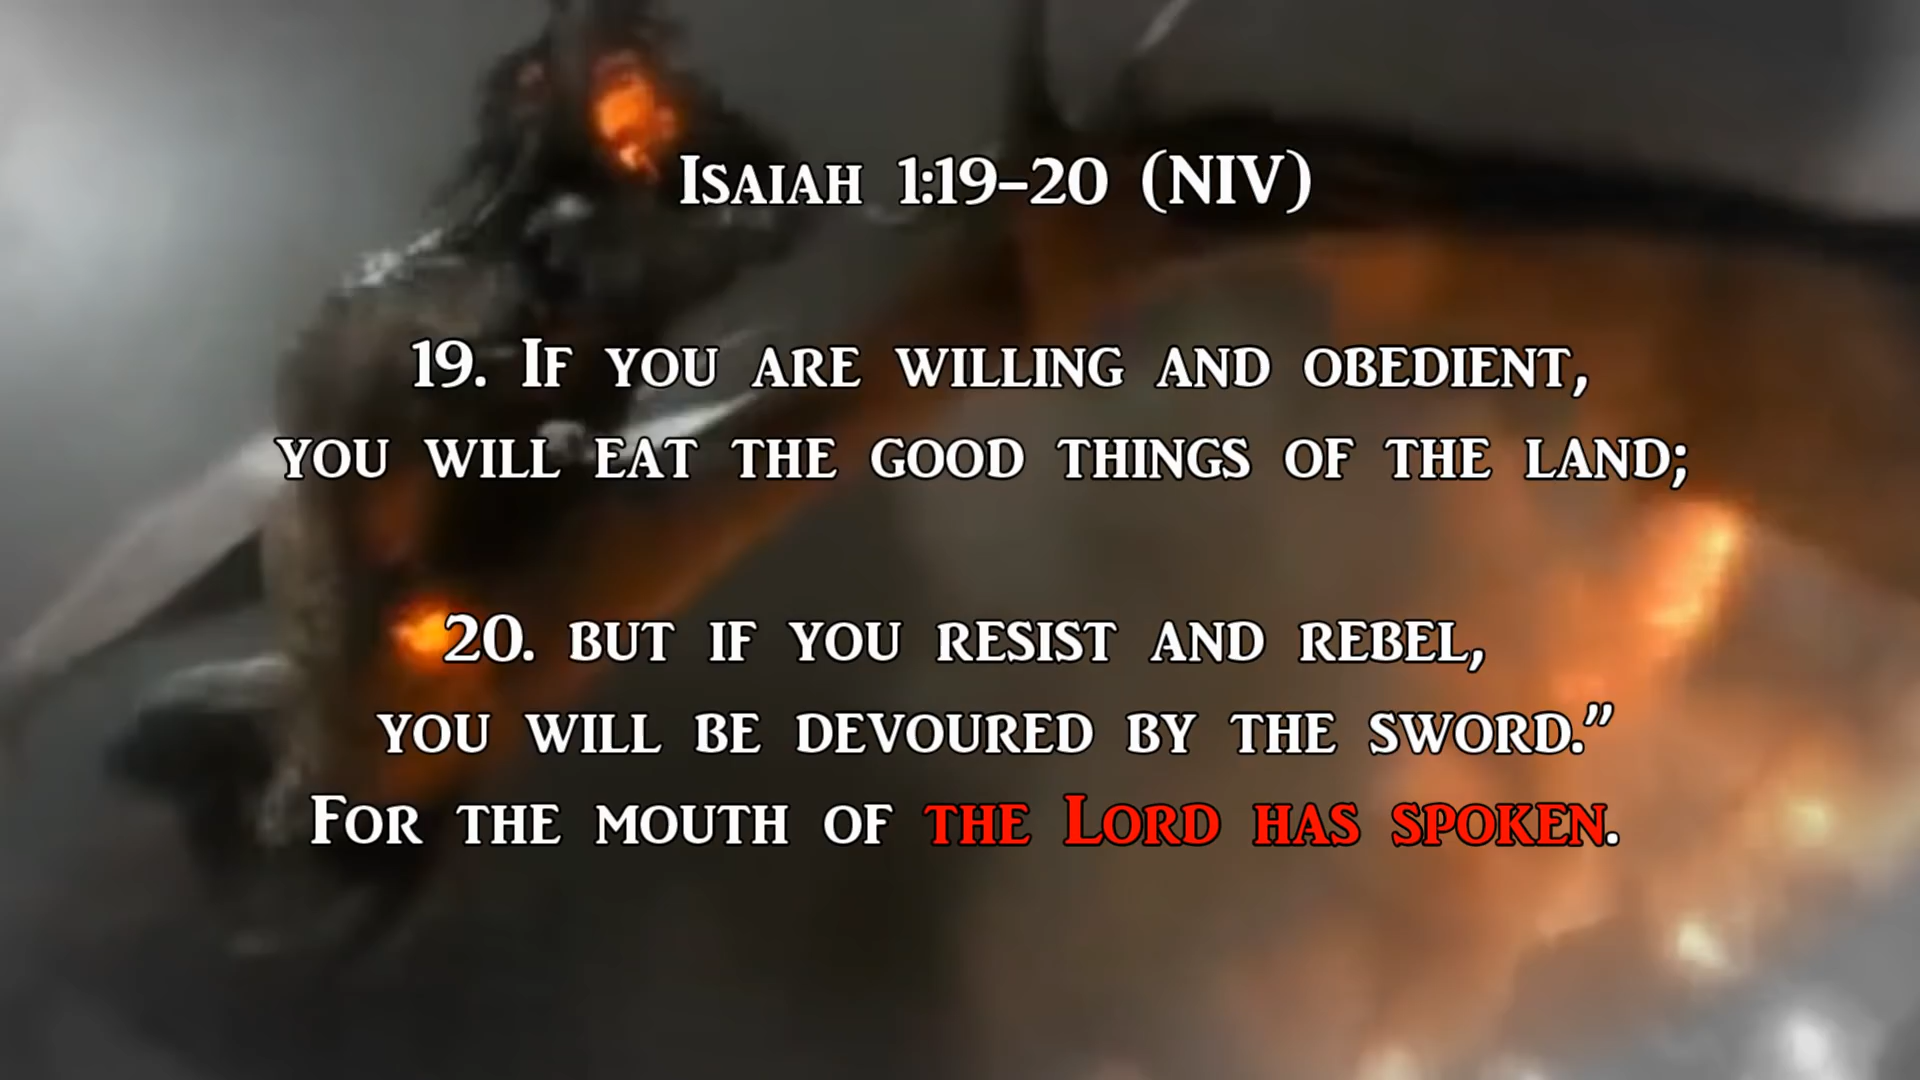 Isaiah 1:19–20 (NIV)
19. If you are willing and obedient,
you will eat the good things of the land;
20. but if you resist and rebel,
you will be devoured by the sword.”
For the mouth of the Lord has spoken.